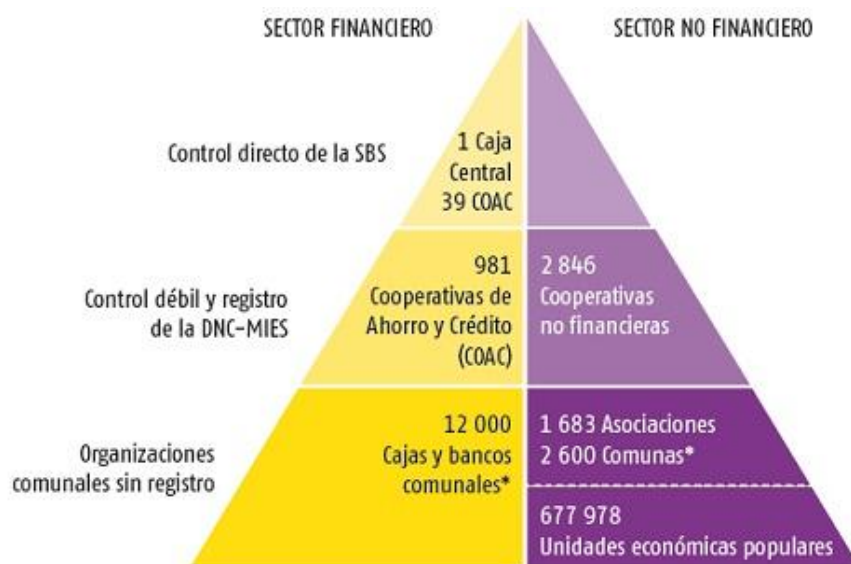 SECTOR FINANCIERO
SECTOR NO FINANCIERO
Control directo de la SBS
1 Caja
Central
39 COAC
Control débil y registro
de la DNC-MIES
981
Cooperativas de
Ahorro y Crédito
(COAC)
2 846
Cooperativas
no financieras
Organizaciones
comunales sin registro
12 000
Cajas y bancos
comunales*
1 683 Asociaciones
2 600 Comunas*
677 978
Unidades económicas populares